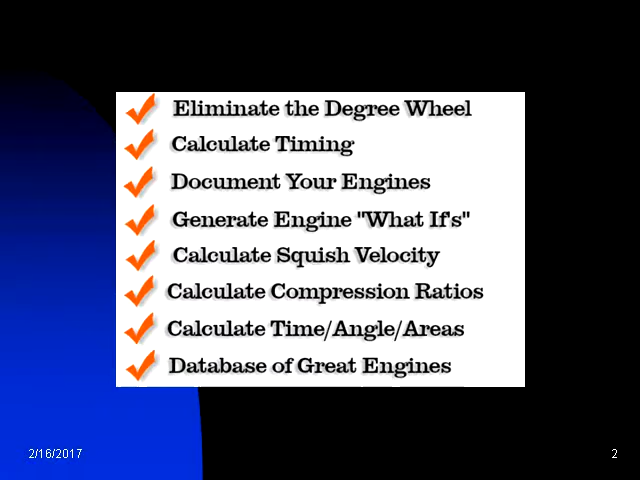 Eliminate the Degree Wheel
Calculate Timing
Document Your Engines
Generate Engine "What If's"
Calculate Squish Velocity
Calculate Compression Ratios
Calculate Time/Angle/Areas
Database of Great Engines
2/16/2017
2